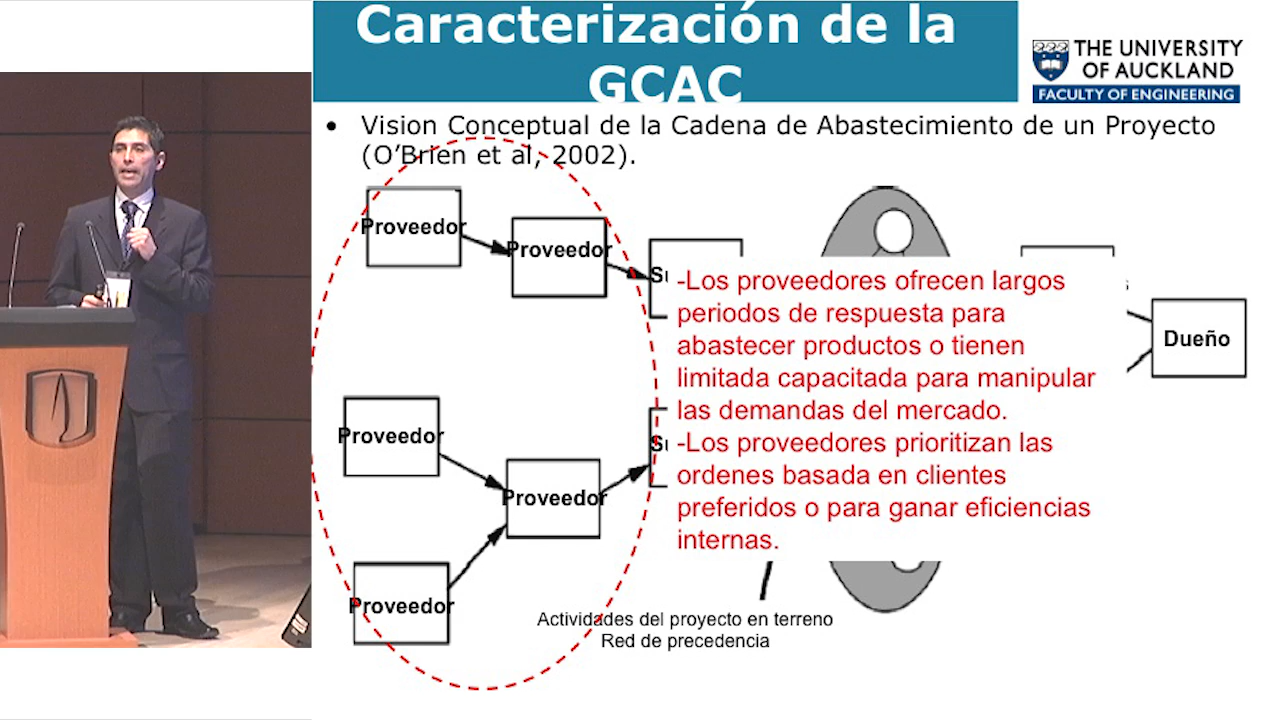 Caracterización de la
GCAC
THE UNIVERSITY
OF AUCKLAND
FACULTY OF ENGINEERING
• Vision Conceptual de la Cadena de Abastecimiento de un Proyecto
(O’Brien et al, 2002).
Proveedor
Proveedor
-Los proveedores ofrecen largos
periodos de respuesta para
abastecer productos o tienen
limitada capacitada para manipular
las demandas del mercado.
-Los proveedores prioritizan las
ordenes basada en clientes
preferidos o para ganar eficiencias
internas.
Dueño
Proveedor
Proveedor
Proveedor
Actividades del proyecto en terreno
Red de precedencia